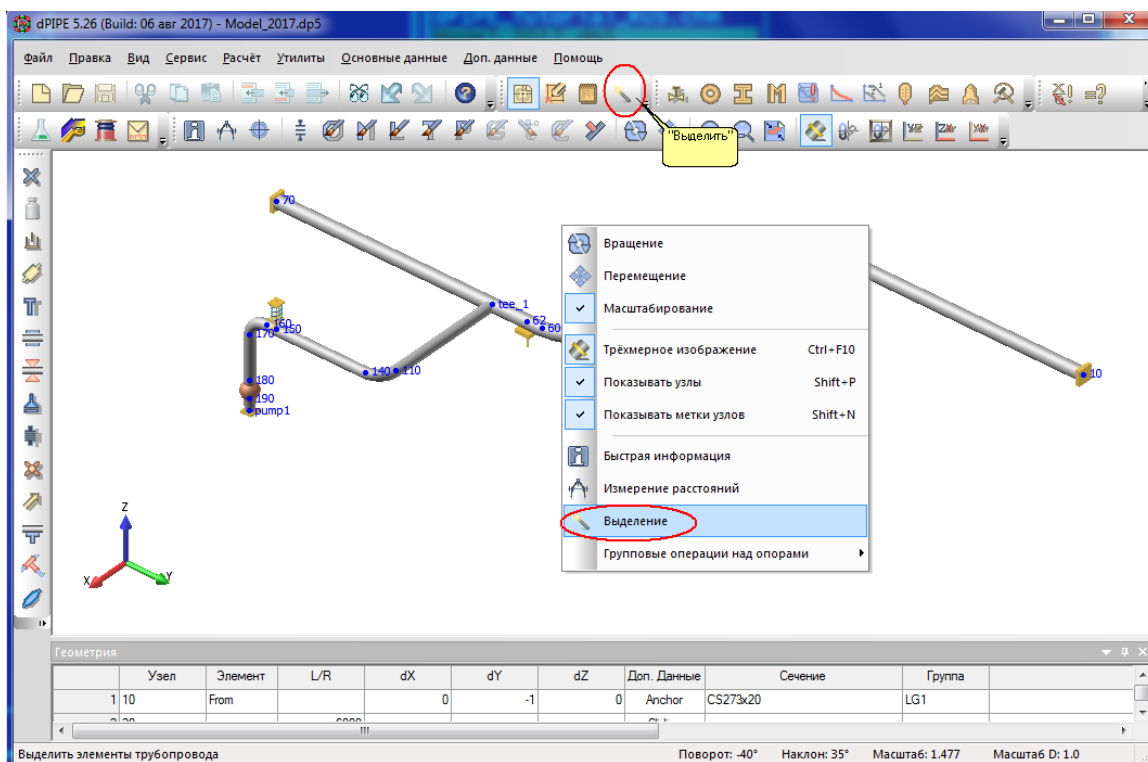 dPIPE 5.26 (Build: 06 авг 2017) - Model_2017.dp5
Файл Правка Вид Сервис Расчёт Утилиты Основные данные Доп. данные Помощь
"Выделить"
70
tee_1
62
60
160
150
170
140
110
180
190
pump1
10
Вращение
Перемещение
Масштабирование
Трёхмерное изображение Ctrl+F10
Показывать узлы Shift+P
Показывать метки узлов Shift+N
Быстрая информация
Измерение расстояний
Выделение
Групповые операции над опорами
Z
X
Y
Геометрия
Узел Элемент L/R dX dY dZ Доп. Данные Сечение Группа
1 10 From 0 -1 0 Anchor CS273x20 LG1
Выделить элементы трубопровода Поворот: -40° Наклон: 35° Масштаб: 1.477 Масштаб D: 1.0